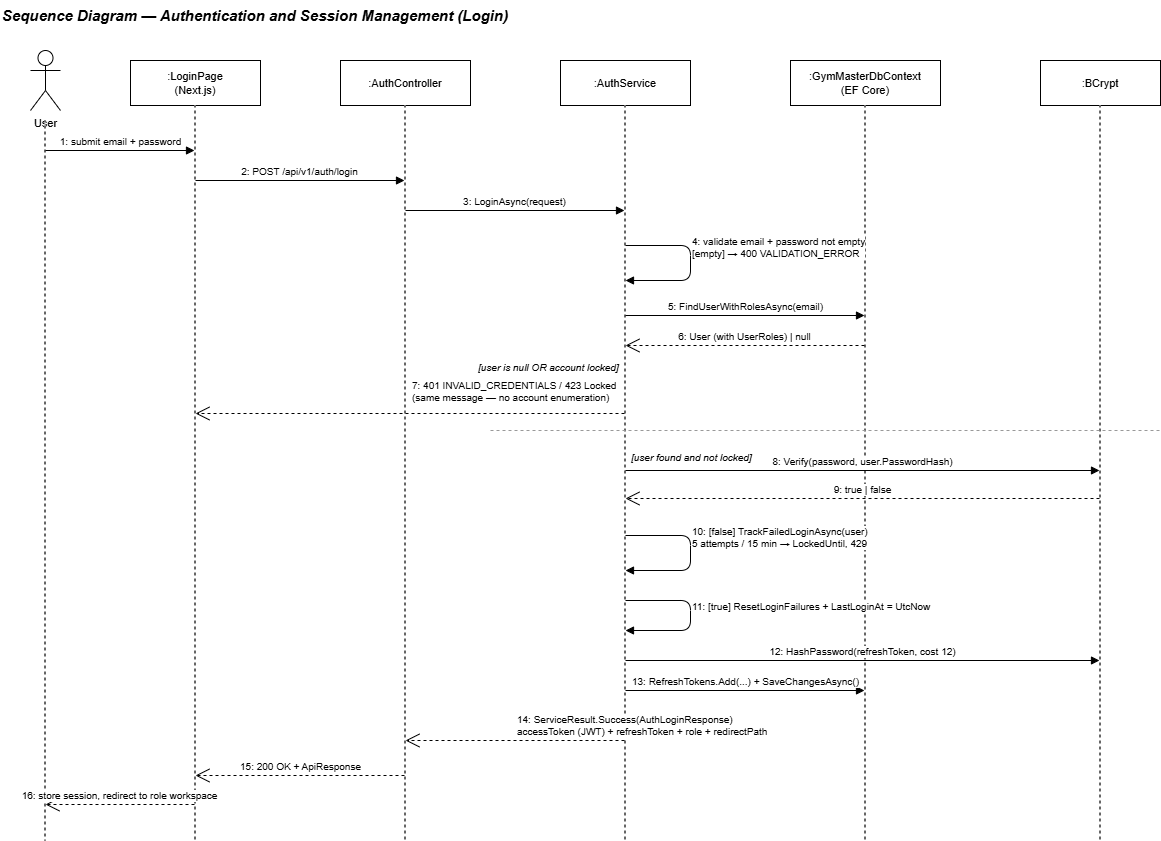 Sequence Diagram — Authentication and Session Management (Login)
:LoginPage
(Next.js)
:AuthController
:AuthService
:GymMasterDbContext
(EF Core)
:BCrypt
User
1: submit email + password
2: POST /api/v1/auth/login
3: LoginAsync(request)
4: validate email + password not empty
[empty] → 400 VALIDATION_ERROR
5: FindUserWithRolesAsync(email)
6: User (with UserRoles) | null
[user is null OR account locked]
7: 401 INVALID_CREDENTIALS / 423 Locked
(same message — no account enumeration)
[user found and not locked]
8: Verify(password, user.PasswordHash)
9: true | false
10: [false] TrackFailedLoginAsync(user)
5 attempts / 15 min → LockedUntil, 429
11: [true] ResetLoginFailures + LastLoginAt = UtcNow
12: HashPassword(refreshToken, cost 12)
13: RefreshTokens.Add(...) + SaveChangesAsync()
14: ServiceResult.Success(AuthLoginResponse)
accessToken (JWT) + refreshToken + role + redirectPath
15: 200 OK + ApiResponse
16: store session, redirect to role workspace